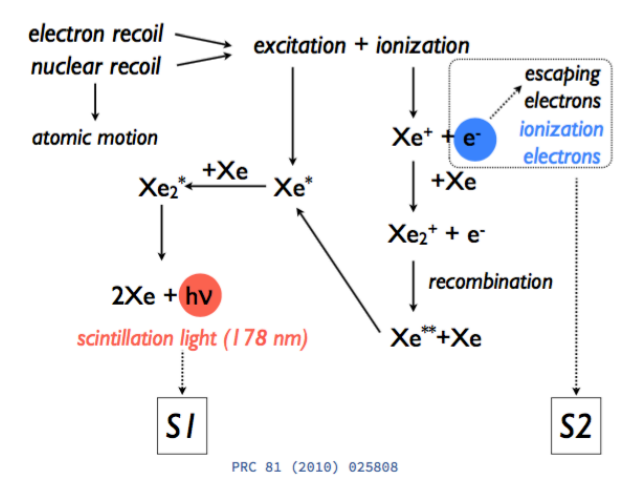 electron recoil
nuclear recoil
excitation + ionization
atomic motion
escaping
electrons
ionization
electrons
Xe⁺ + e⁻
+Xe
Xe₂* +Xe Xe*
Xe₂⁺ + e⁻
recombination
2Xe + hν
scintillation light (178 nm)
Xe**+Xe
S1
S2
PRC 81 (2010) 025808